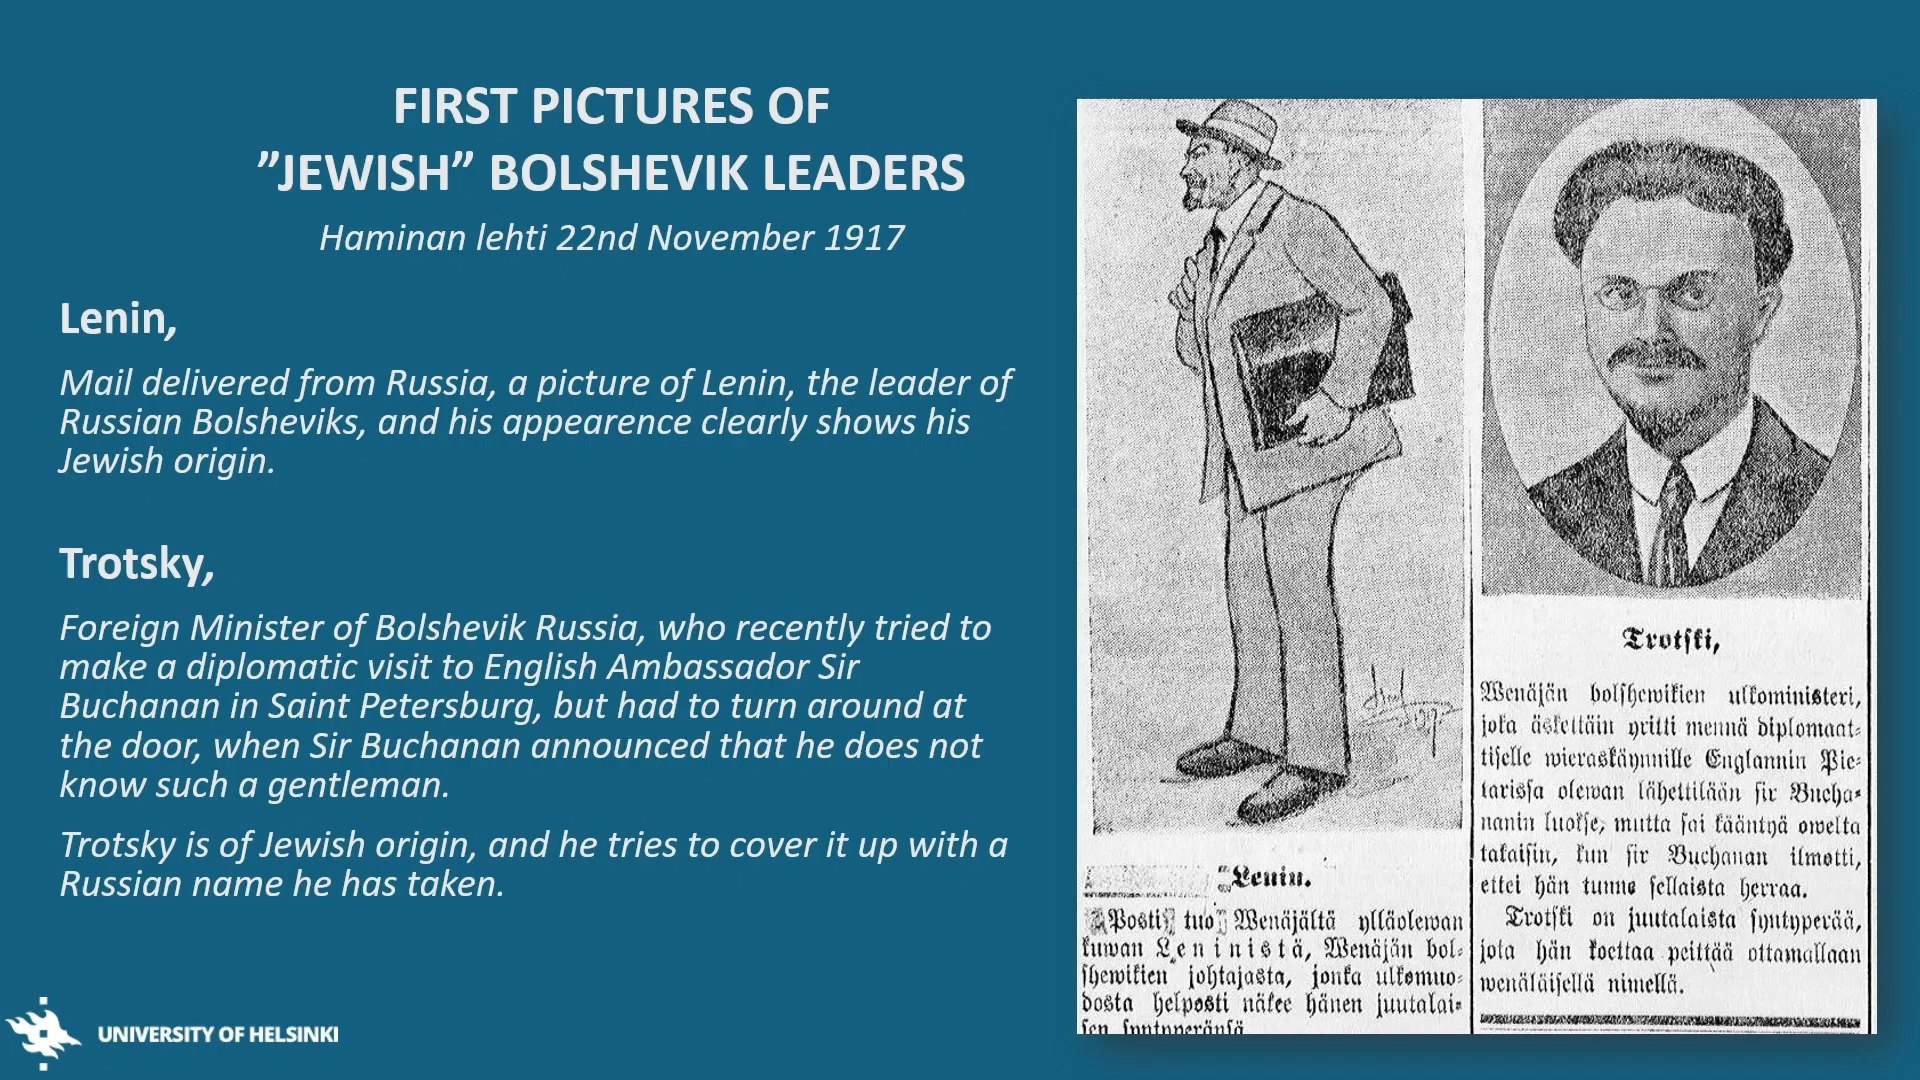 FIRST PICTURES OF
”JEWISH” BOLSHEVIK LEADERS
Haminan lehti 22nd November 1917
Lenin,
Mail delivered from Russia, a picture of Lenin, the leader of
Russian Bolsheviks, and his appearence clearly shows his
Jewish origin.
Trotsky,
Foreign Minister of Bolshevik Russia, who recently tried to
make a diplomatic visit to English Ambassador Sir
Buchanan in Saint Petersburg, but had to turn around at
the door, when Sir Buchanan announced that he does not
know such a gentleman.
Trotsky is of Jewish origin, and he tries to cover it up with a
Russian name he has taken.
UNIVERSITY OF HELSINKI
Lenin.
Posti tuo Wenäjältä ylläolewan
kuwan Leninistä, Wenäjän bol-
shewikien johtajasta, jonka ulkomuo-
dosta helposti näkee hänen juutalai-
sen syntyperänsä
1917
Trotski,
Wenäjän bolshewikien ulkoministeri,
joka äskettäin yritti mennä diplomaat-
tiselle wieraskäynnille Englannin Pie-
tarissa olewan lähettilään sir Bucha-
nanin luokse, mutta sai kääntyä owelta
takaisin, kun sir Buchanan ilmotti,
ettei hän tunne sellaista herraa.
Trotski on juutalaista syntyperää,
jota hän koettaa peittää ottamallaan
wenäläisellä nimellä.